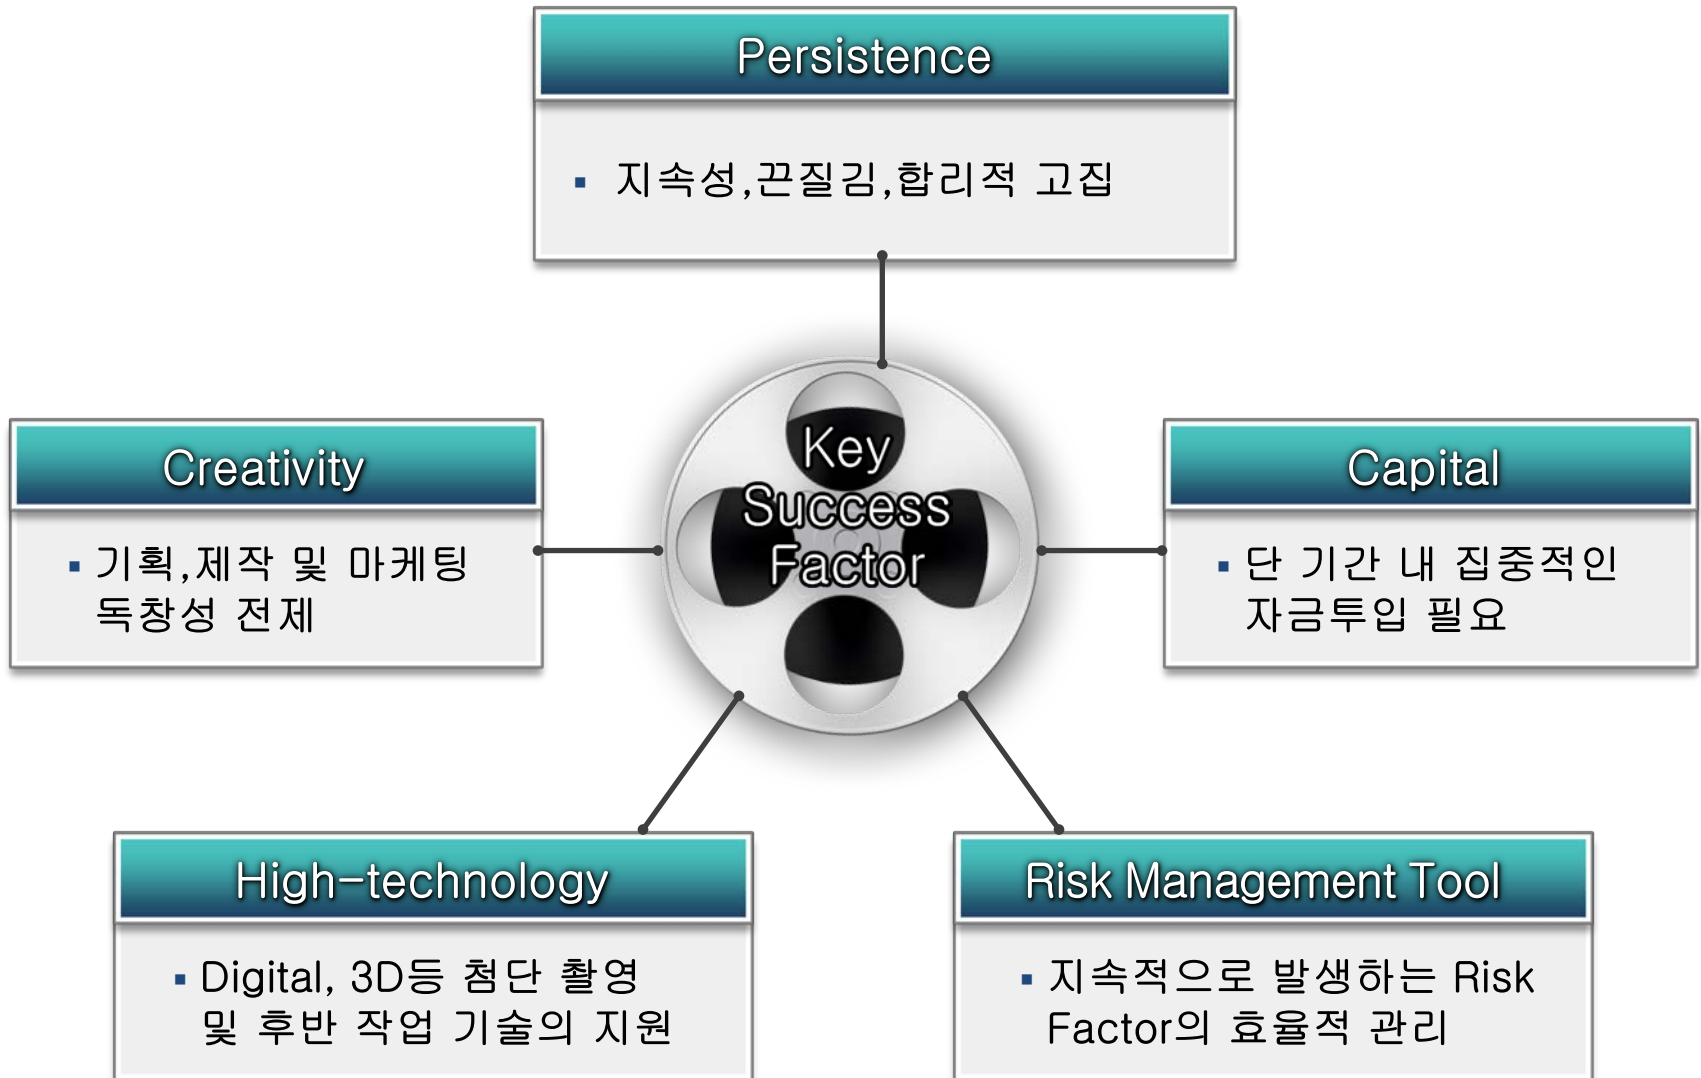 Persistence
▪ 지속성,끈질김,합리적 고집
Creativity
▪ 기획,제작 및 마케팅
독창성 전제
Key
Success
Factor
Capital
▪ 단 기간 내 집중적인
자금투입 필요
High-technology
▪ Digital, 3D등 첨단 촬영
및 후반 작업 기술의 지원
Risk Management Tool
▪ 지속적으로 발생하는 Risk
Factor의 효율적 관리